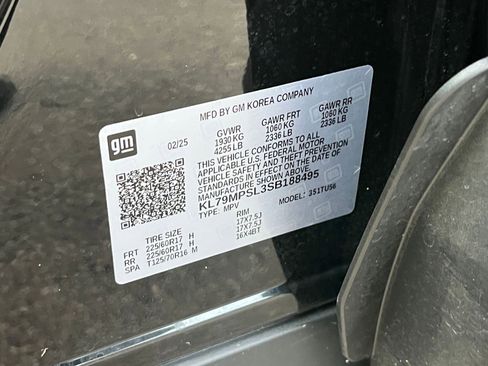 MFD BY GM KOREA COMPANY
gm
02/25
GVWR GAWR FRT GAWR RR
1930 KG 1060 KG 1060 KG
4255 LB 2336 LB 2336 LB
THIS VEHICLE CONFORMS TO ALL
APPLICABLE U.S. FEDERAL MOTOR
VEHICLE SAFETY AND THEFT PREVENTION
STANDARDS IN EFFECT ON THE DATE OF
MANUFACTURE SHOWN ABOVE.
KL79MPSL3SB188495
TYPE: MPV MODEL: 351TU56
TIRE SIZE RIM
FRT 225/60R17 H 17X7.5J
RR 225/60R17 H 17X7.5J
SPA T125/70R16 M 16X4BT